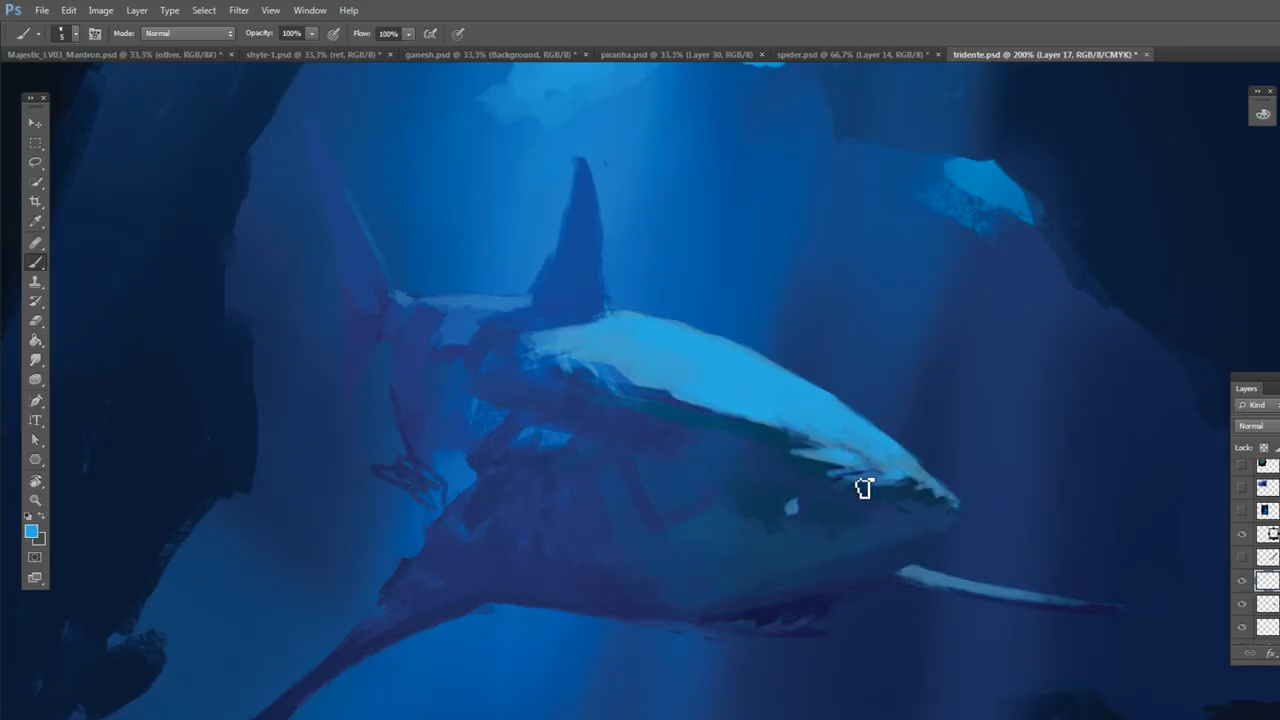 Ps File Edit Image Layer Type Select Filter View Window Help
5 Mode: Normal Opacity: 100% Flow: 100%
Majestic_LV03_Mardron.psd @ 33,3% (other, RGB/8#) * × shyte-1.psd @ 33,3% (ref, RGB/8) * × ganesh.psd @ 33,3% (Background, RGB/8) * × piranha.psd @ 33,3% (Layer 30, RGB/8) × spider.psd @ 66,7% (Layer 14, RGB/8) * × tridente.psd @ 200% (Layer 17, RGB/8/CMYK) * ×
Layers
Kind
Normal
Lock:
fx